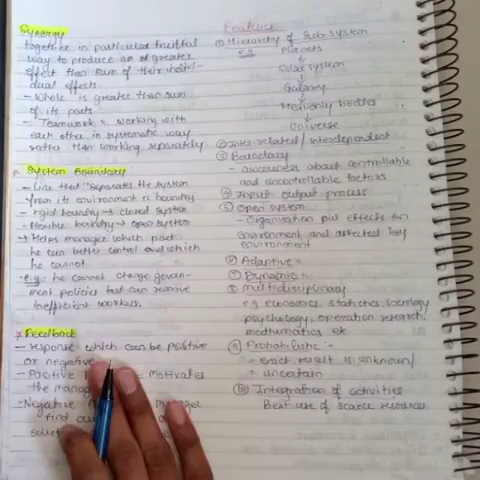 Synergy
together in particular fruitful
way to produce an of greater
effect than sum of their indivi-
dual effects
- Whole is greater than sum
of its parts
- Teamwork = working with
each other in systematic way
rather than working separately
* System Boundary
- Line that separates the system
from its environment is boundry
- rigid boundry → closed system
- flexible boundry → open system
→ Helps manager which part
he can better control and which
he cannot
- e.g. he cannot change govern-
ment policies but can remove
inefficient workers.
* Feedback
- response which can be positive
or negative
- Positive motivates
the manag
- Negative manager
find ou
solut
Features
① Hierarchy of Sub-system
e.g.
Planets
↓
Solar system
↓
Galaxy
↓
Heavenly bodies
↓
Universe
② Inter-related / interdependent
③ Boundary
- awareness about controllable
and uncontrollable factors
④ Input output process
⑤ Open system
- Organisation put effects on
environment and affected by
environment
⑥ Adaptive -
⑦ Dynamic -
⑧ Multidisciplinary
e.g. economics, statistics, sociology
psychology, operation research,
mathematics etc
⑨ Probabilistic :-
- exact result is unknown/
- uncertain
⑩ Integration of activities
Best use of scarce resources